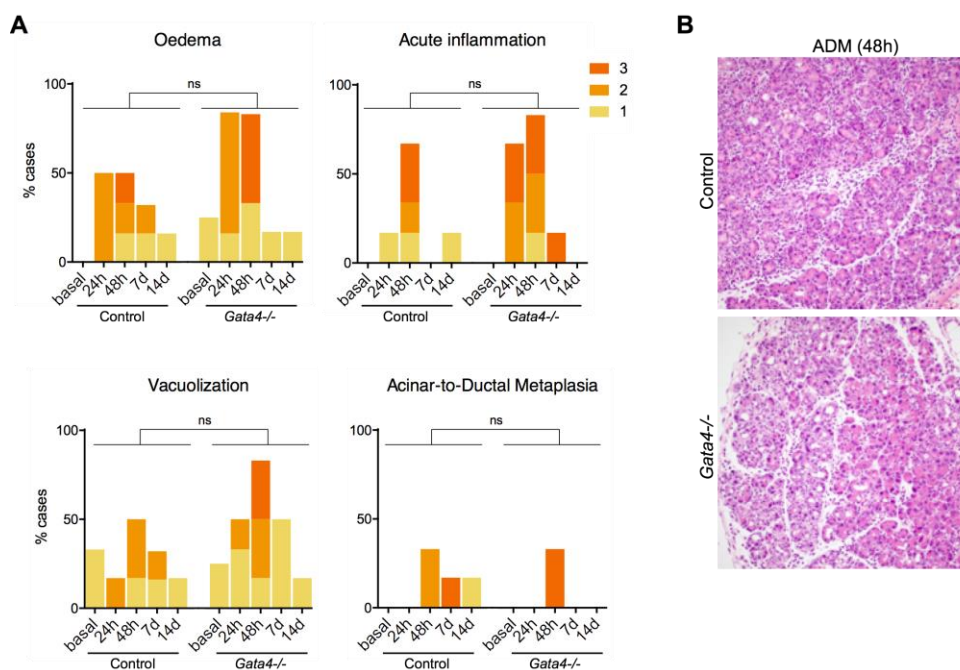 A
B
Oedema
Acute inflammation
ADM (48h)
3
2
1
100
ns
50
0
% cases
basal
24h
48h
7d
14d
basal
24h
48h
7d
14d
Control
Gata4-/-
100
ns
50
0
basal
24h
48h
7d
14d
basal
24h
48h
7d
14d
Control
Gata4-/-
Control
Gata4-/-
Vacuolization
Acinar-to-Ductal Metaplasia
100
ns
50
0
% cases
basal
24h
48h
7d
14d
basal
24h
48h
7d
14d
Control
Gata4-/-
100
ns
50
0
basal
24h
48h
7d
14d
basal
24h
48h
7d
14d
Control
Gata4-/-